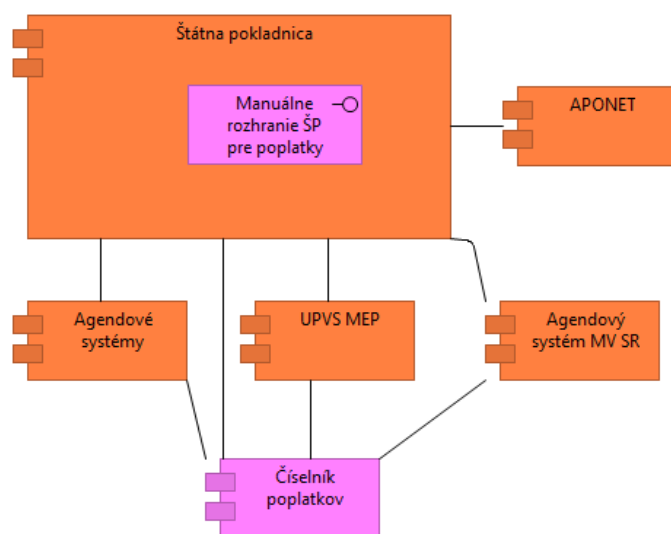 Štátna pokladnica
Manuálne
rozhranie ŠP
pre poplatky
APONET
Agendové
systémy
UPVS MEP
Agendový
systém MV SR
Číselník
poplatkov